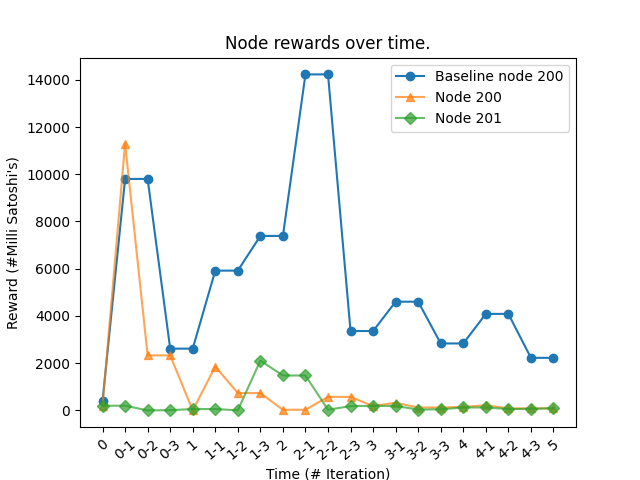 Node rewards over time.
Baseline node 200
Node 200
Node 201
Reward (#Milli Satoshi's)
14000
12000
10000
8000
6000
4000
2000
0
0 0-1 0-2 0-3 1 1-1 1-2 1-3 2 2-1 2-2 2-3 3 3-1 3-2 3-3 4 4-1 4-2 4-3 5
Time (# Iteration)